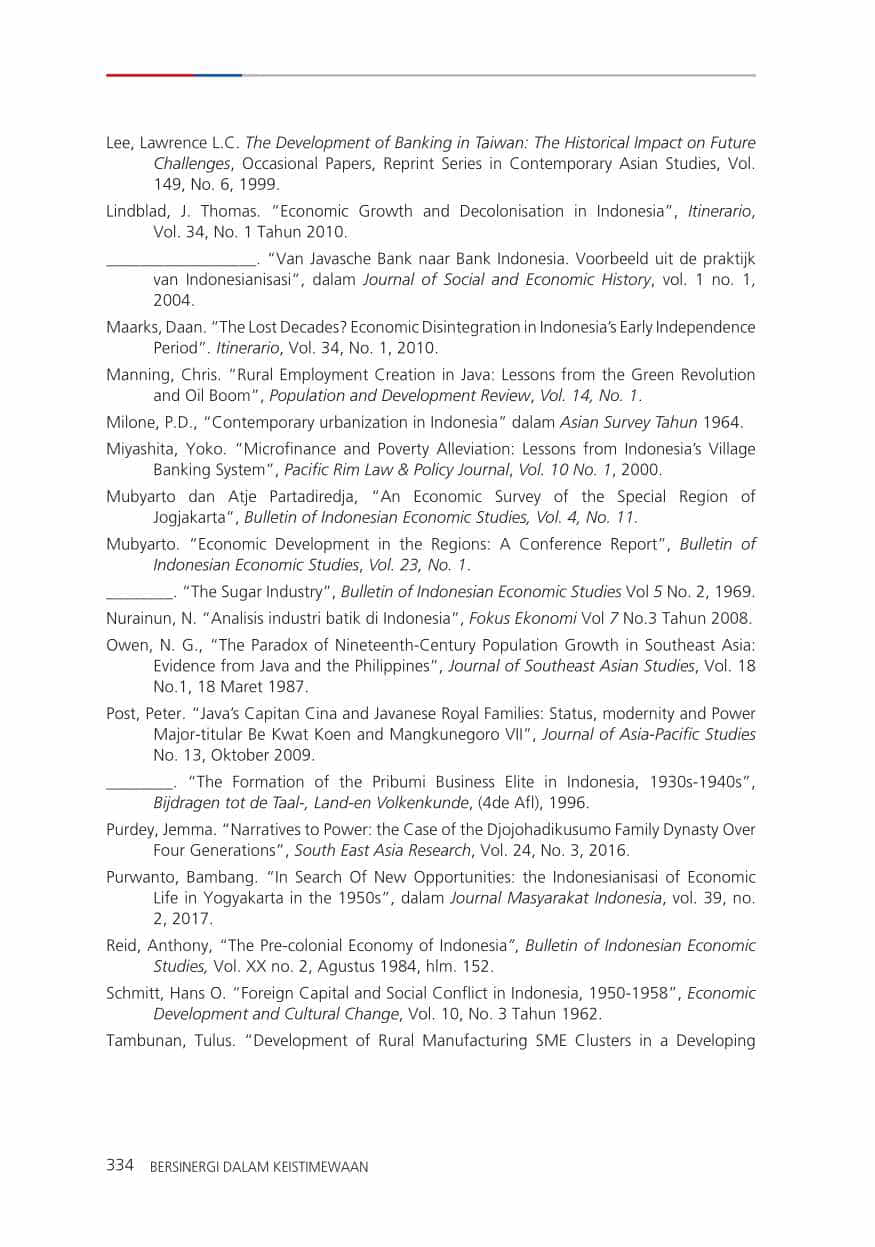 Lee, Lawrence L.C. The Development of Banking in Taiwan: The Historical Impact on Future
Challenges, Occasional Papers, Reprint Series in Contemporary Asian Studies, Vol.
149, No. 6, 1999.
Lindblad, J. Thomas. “Economic Growth and Decolonisation in Indonesia”, Itinerario,
Vol. 34, No. 1 Tahun 2010.
__________________. “Van Javasche Bank naar Bank Indonesia. Voorbeeld uit de praktijk
van Indonesianisasi”, dalam Journal of Social and Economic History, vol. 1 no. 1,
2004.
Maarks, Daan. “The Lost Decades? Economic Disintegration in Indonesia’s Early Independence
Period”. Itinerario, Vol. 34, No. 1, 2010.
Manning, Chris. “Rural Employment Creation in Java: Lessons from the Green Revolution
and Oil Boom”, Population and Development Review, Vol. 14, No. 1.
Milone, P.D., “Contemporary urbanization in Indonesia” dalam Asian Survey Tahun 1964.
Miyashita, Yoko. “Microfinance and Poverty Alleviation: Lessons from Indonesia’s Village
Banking System”, Pacific Rim Law & Policy Journal, Vol. 10 No. 1, 2000.
Mubyarto dan Atje Partadiredja, “An Economic Survey of the Special Region of
Jogjakarta”, Bulletin of Indonesian Economic Studies, Vol. 4, No. 11.
Mubyarto. “Economic Development in the Regions: A Conference Report”, Bulletin of
Indonesian Economic Studies, Vol. 23, No. 1.
________. “The Sugar Industry”, Bulletin of Indonesian Economic Studies Vol 5 No. 2, 1969.
Nurainun, N. “Analisis industri batik di Indonesia”, Fokus Ekonomi Vol 7 No.3 Tahun 2008.
Owen, N. G., “The Paradox of Nineteenth-Century Population Growth in Southeast Asia:
Evidence from Java and the Philippines”, Journal of Southeast Asian Studies, Vol. 18
No.1, 18 Maret 1987.
Post, Peter. “Java’s Capitan Cina and Javanese Royal Families: Status, modernity and Power
Major-titular Be Kwat Koen and Mangkunegoro VII”, Journal of Asia-Pacific Studies
No. 13, Oktober 2009.
________. “The Formation of the Pribumi Business Elite in Indonesia, 1930s-1940s”,
Bijdragen tot de Taal-, Land-en Volkenkunde, (4de Afl), 1996.
Purdey, Jemma. “Narratives to Power: the Case of the Djojohadikusumo Family Dynasty Over
Four Generations”, South East Asia Research, Vol. 24, No. 3, 2016.
Purwanto, Bambang. “In Search Of New Opportunities: the Indonesianisasi of Economic
Life in Yogyakarta in the 1950s”, dalam Journal Masyarakat Indonesia, vol. 39, no.
2, 2017.
Reid, Anthony, “The Pre-colonial Economy of Indonesia”, Bulletin of Indonesian Economic
Studies, Vol. XX no. 2, Agustus 1984, hlm. 152.
Schmitt, Hans O. “Foreign Capital and Social Conflict in Indonesia, 1950-1958”, Economic
Development and Cultural Change, Vol. 10, No. 3 Tahun 1962.
Tambunan, Tulus. “Development of Rural Manufacturing SME Clusters in a Developing
334 BERSINERGI DALAM KEISTIMEWAAN